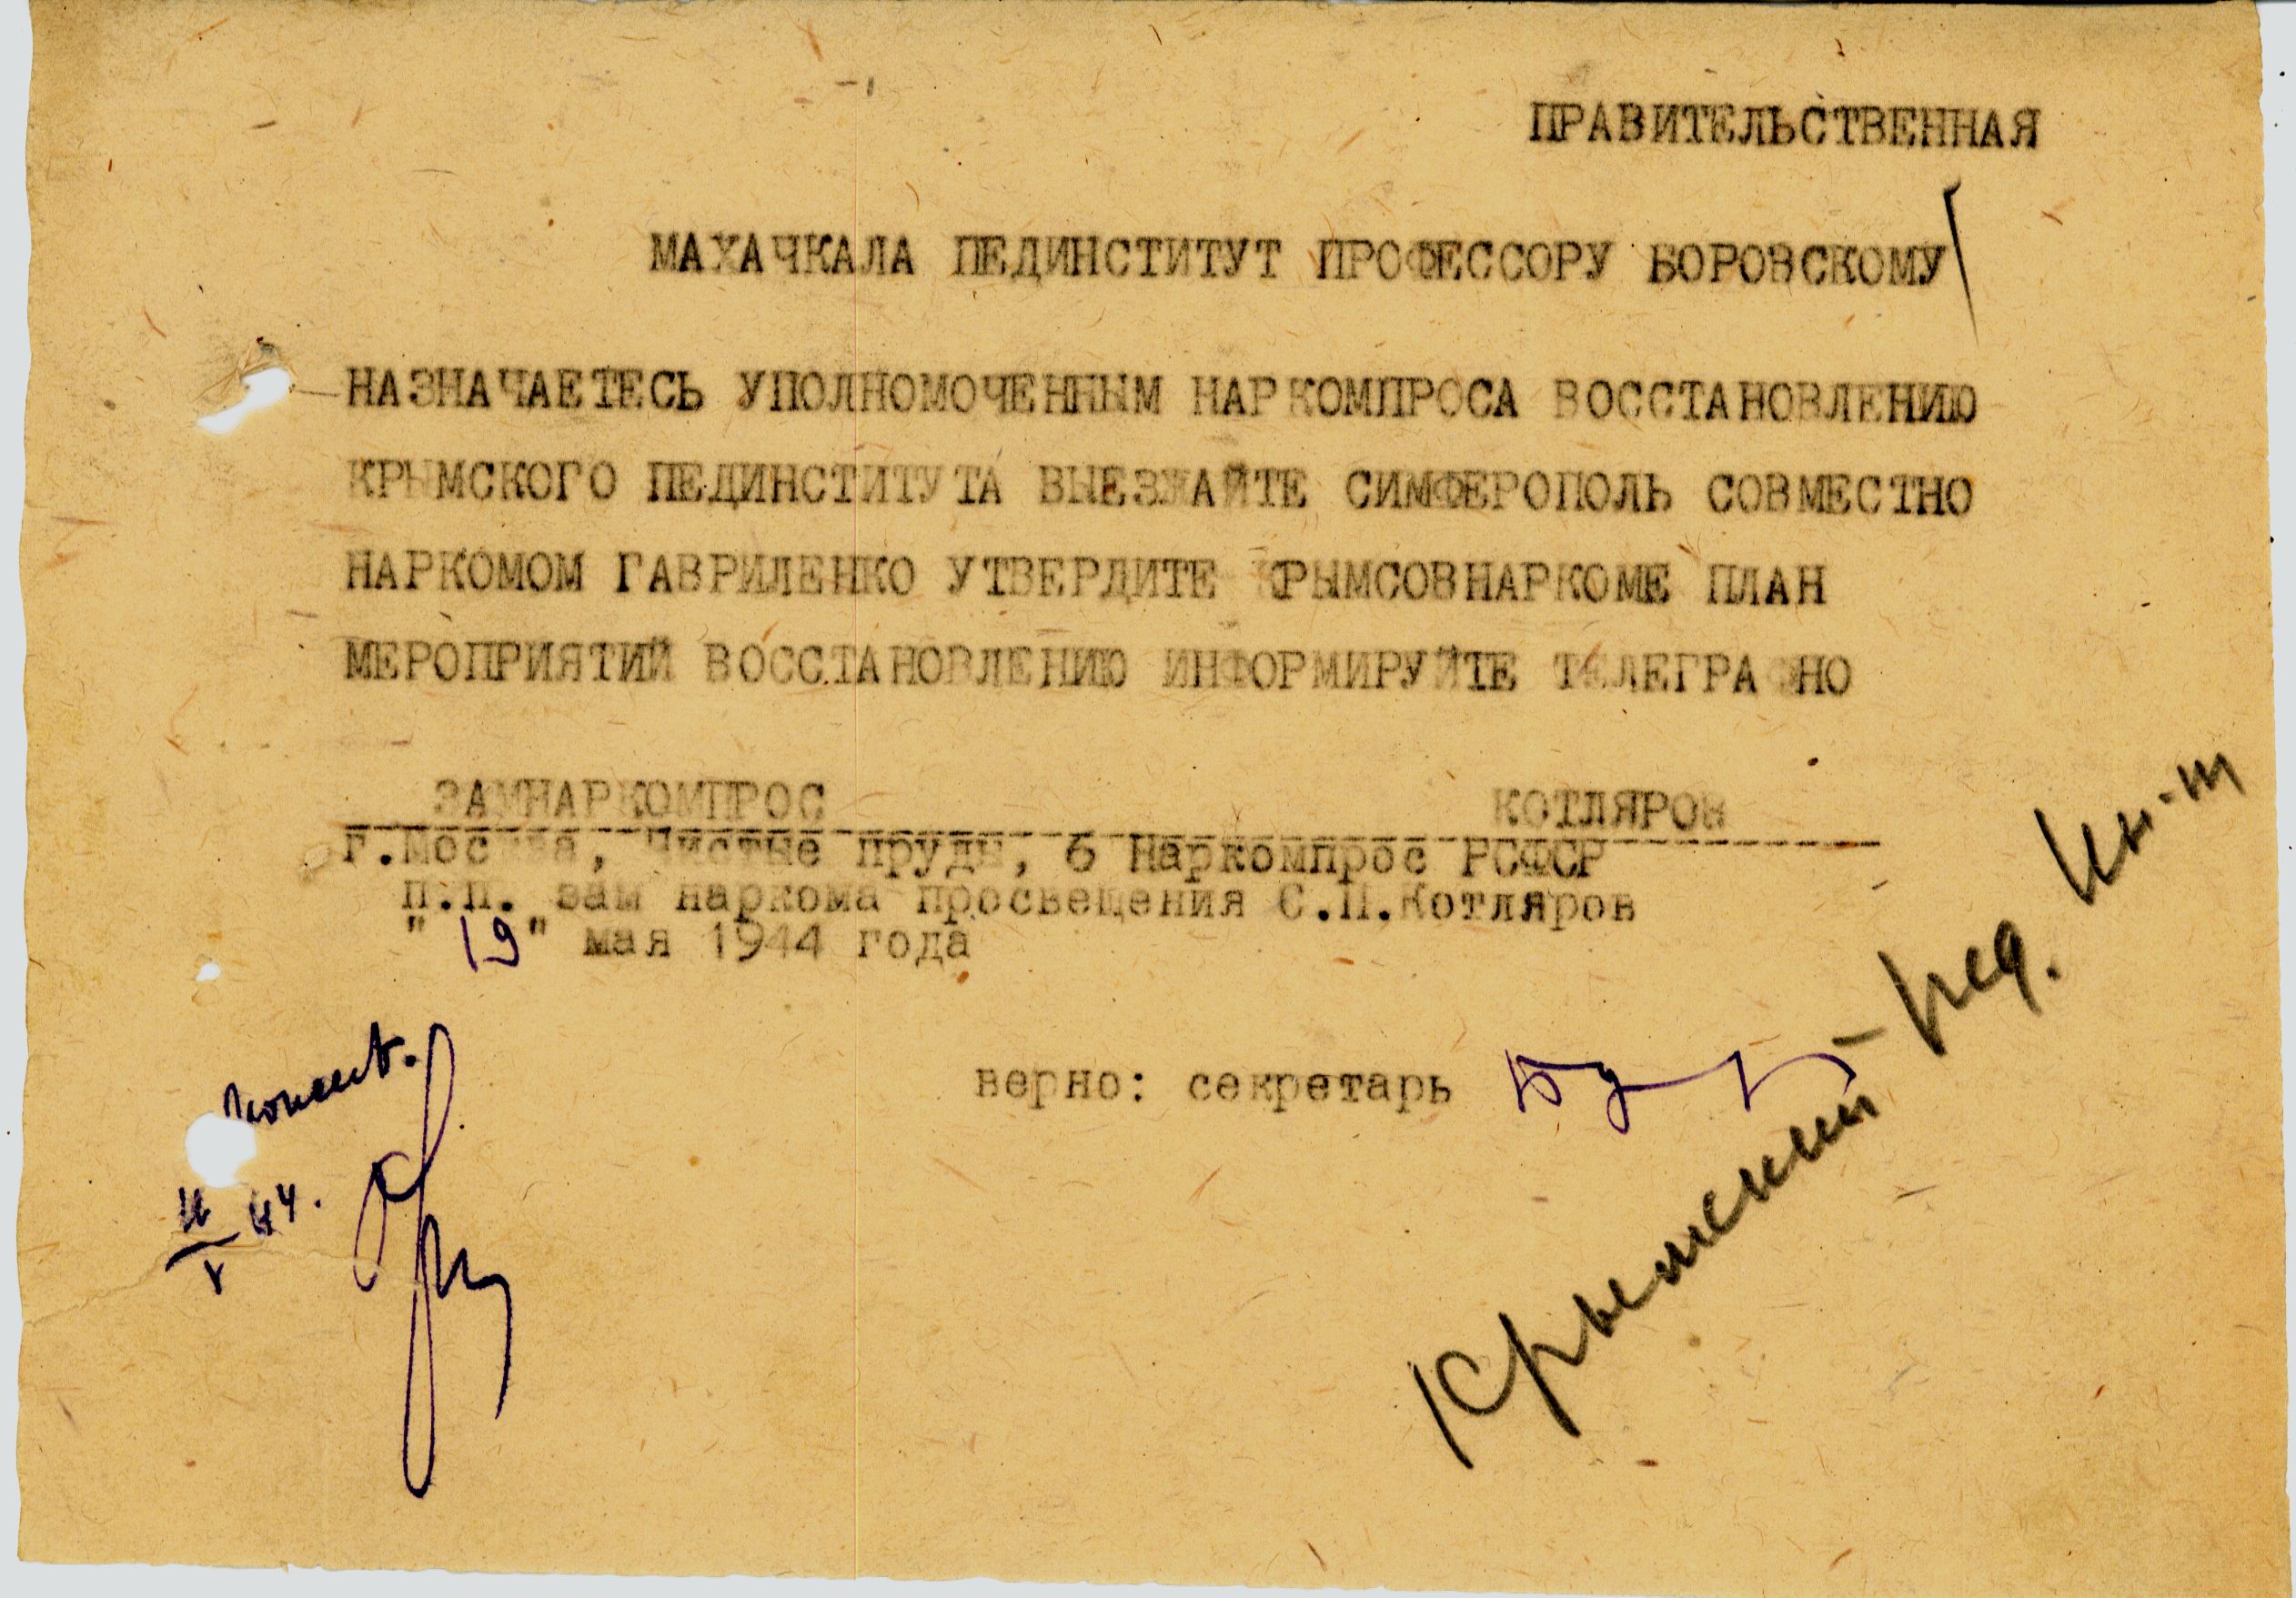 ПРАВИТЕЛЬСТВЕННАЯ
МАХАЧКАЛА ПЕДИНСТИТУТ ПРОФЕССОРУ БОРОВСКОМУ
НАЗНАЧАЕТЕСЬ УПОЛНОМОЧЕННЫМ НАРКОМПРОСА ВОССТАНОВЛЕНИЮ
КРЫМСКОГО ПЕДИНСТИТУТА ВЫЕЗЖАЙТЕ СИМФЕРОПОЛЬ СОВМЕСТНО
НАРКОМОМ ГАВРИЛЕНКО УТВЕРДИТЕ КРЫМСОВНАРКОМЕ ПЛАН
МЕРОПРИЯТИЙ ВОССТАНОВЛЕНИЮ ИНФОРМИРУЙТЕ ТЕЛЕГРАФНО
ЗАМНАРКОМПРОС КОТЛЯРОВ
г.Москва, Чистые пруды, 6 Наркомпрос РСФСР
п.п. зам наркома просвещения С.П.Котляров
" 19 " мая 1944 года
верно: секретарь
Крымский пед. ин-т
44.